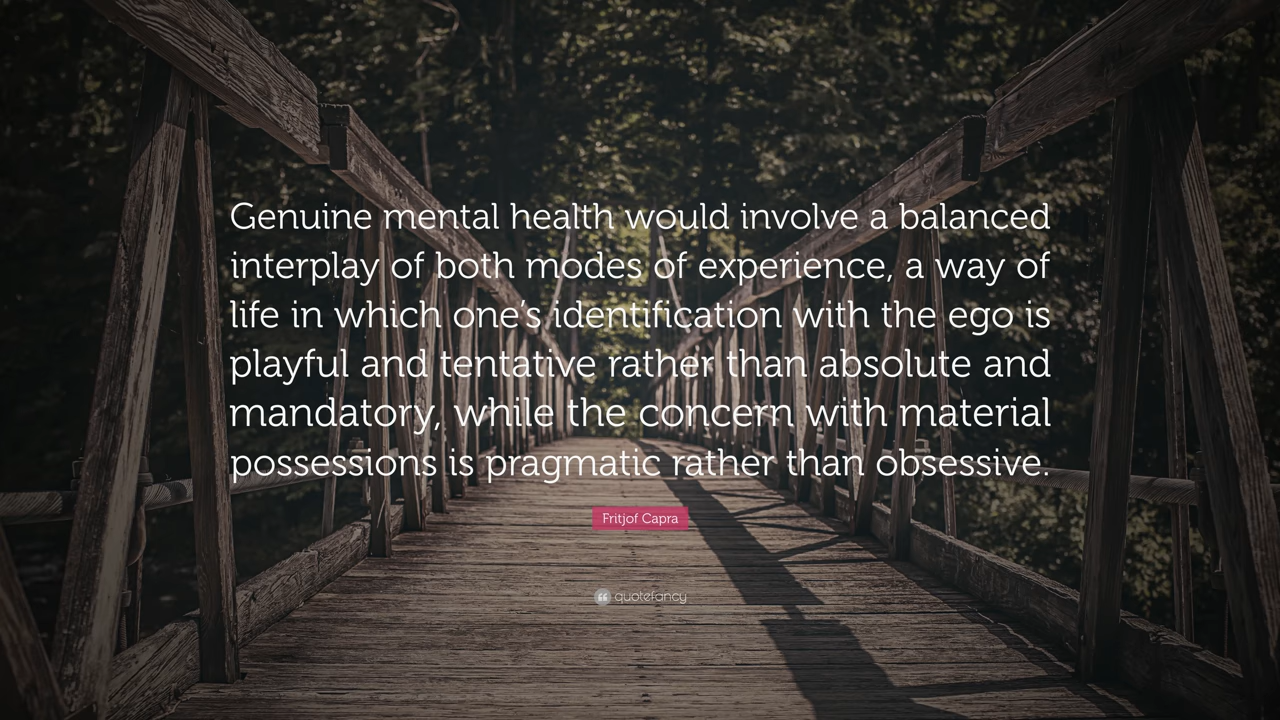 Genuine mental health would involve a balanced
interplay of both modes of experience, a way of
life in which one’s identification with the ego is
playful and tentative rather than absolute and
mandatory, while the concern with material
possessions is pragmatic rather than obsessive.
Fritjof Capra
quotefancy